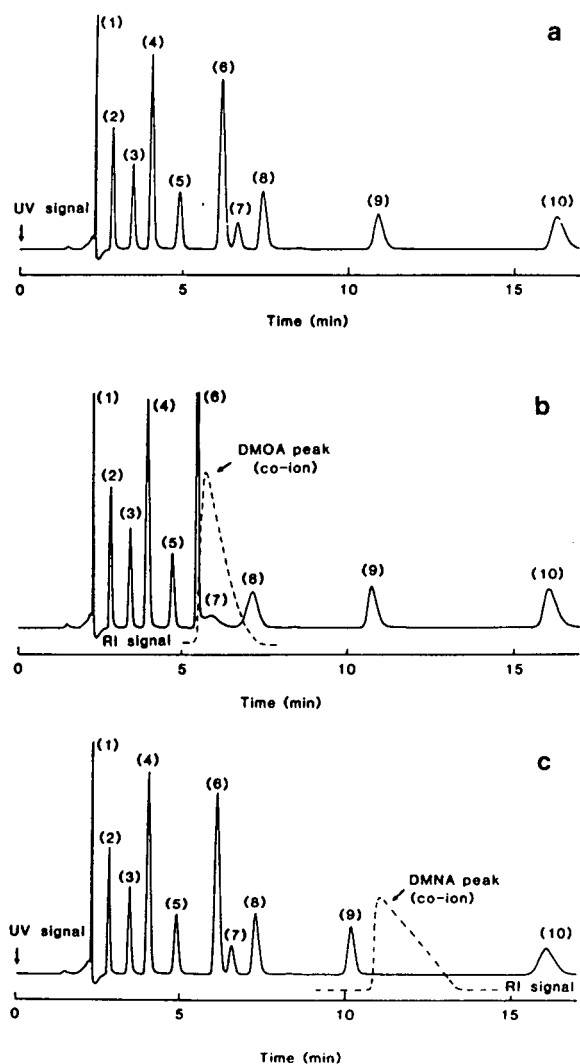 a
(1)
(2)
(3)
(4)
(5)
(6)
(7)
(8)
(9)
(10)
UV signal
0 5 10 15
Time (min)
b
(1)
(2)
(3)
(4)
(5)
(6)
DMOA peak
(co-ion)
(7)
(8)
(9)
(10)
RI signal
0 5 10 15
Time (min)
c
(1)
(2)
(3)
(4)
(5)
(6)
(7)
(8)
(9)
DMNA peak
(co-ion)
(10)
UV signal
RI signal
0 5 10 15
Time (min)